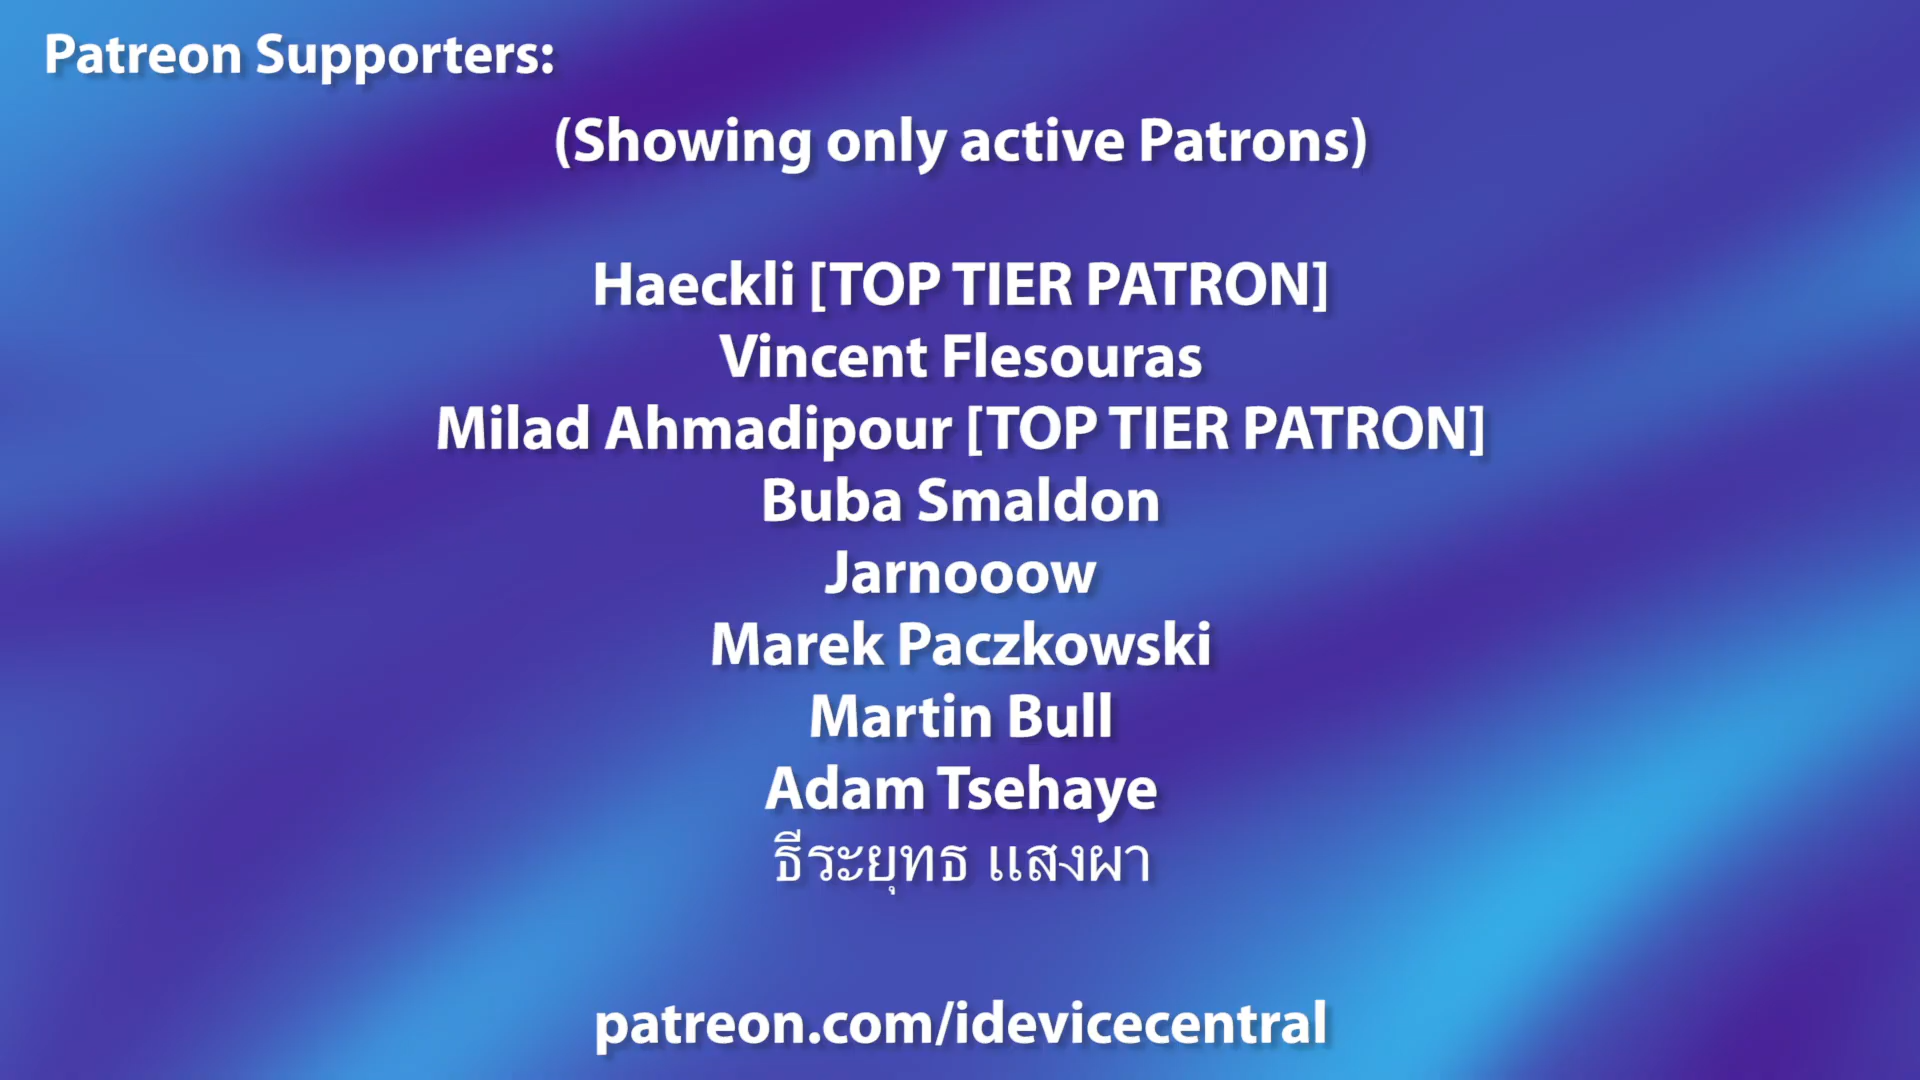 Patreon Supporters:
(Showing only active Patrons)
Haeckli [TOP TIER PATRON]
Vincent Flesouras
Milad Ahmadipour [TOP TIER PATRON]
Buba Smaldon
Jarnooow
Marek Paczkowski
Martin Bull
Adam Tsehaye
ธีระยุทธ แสงผา
patreon.com/idevicecentral